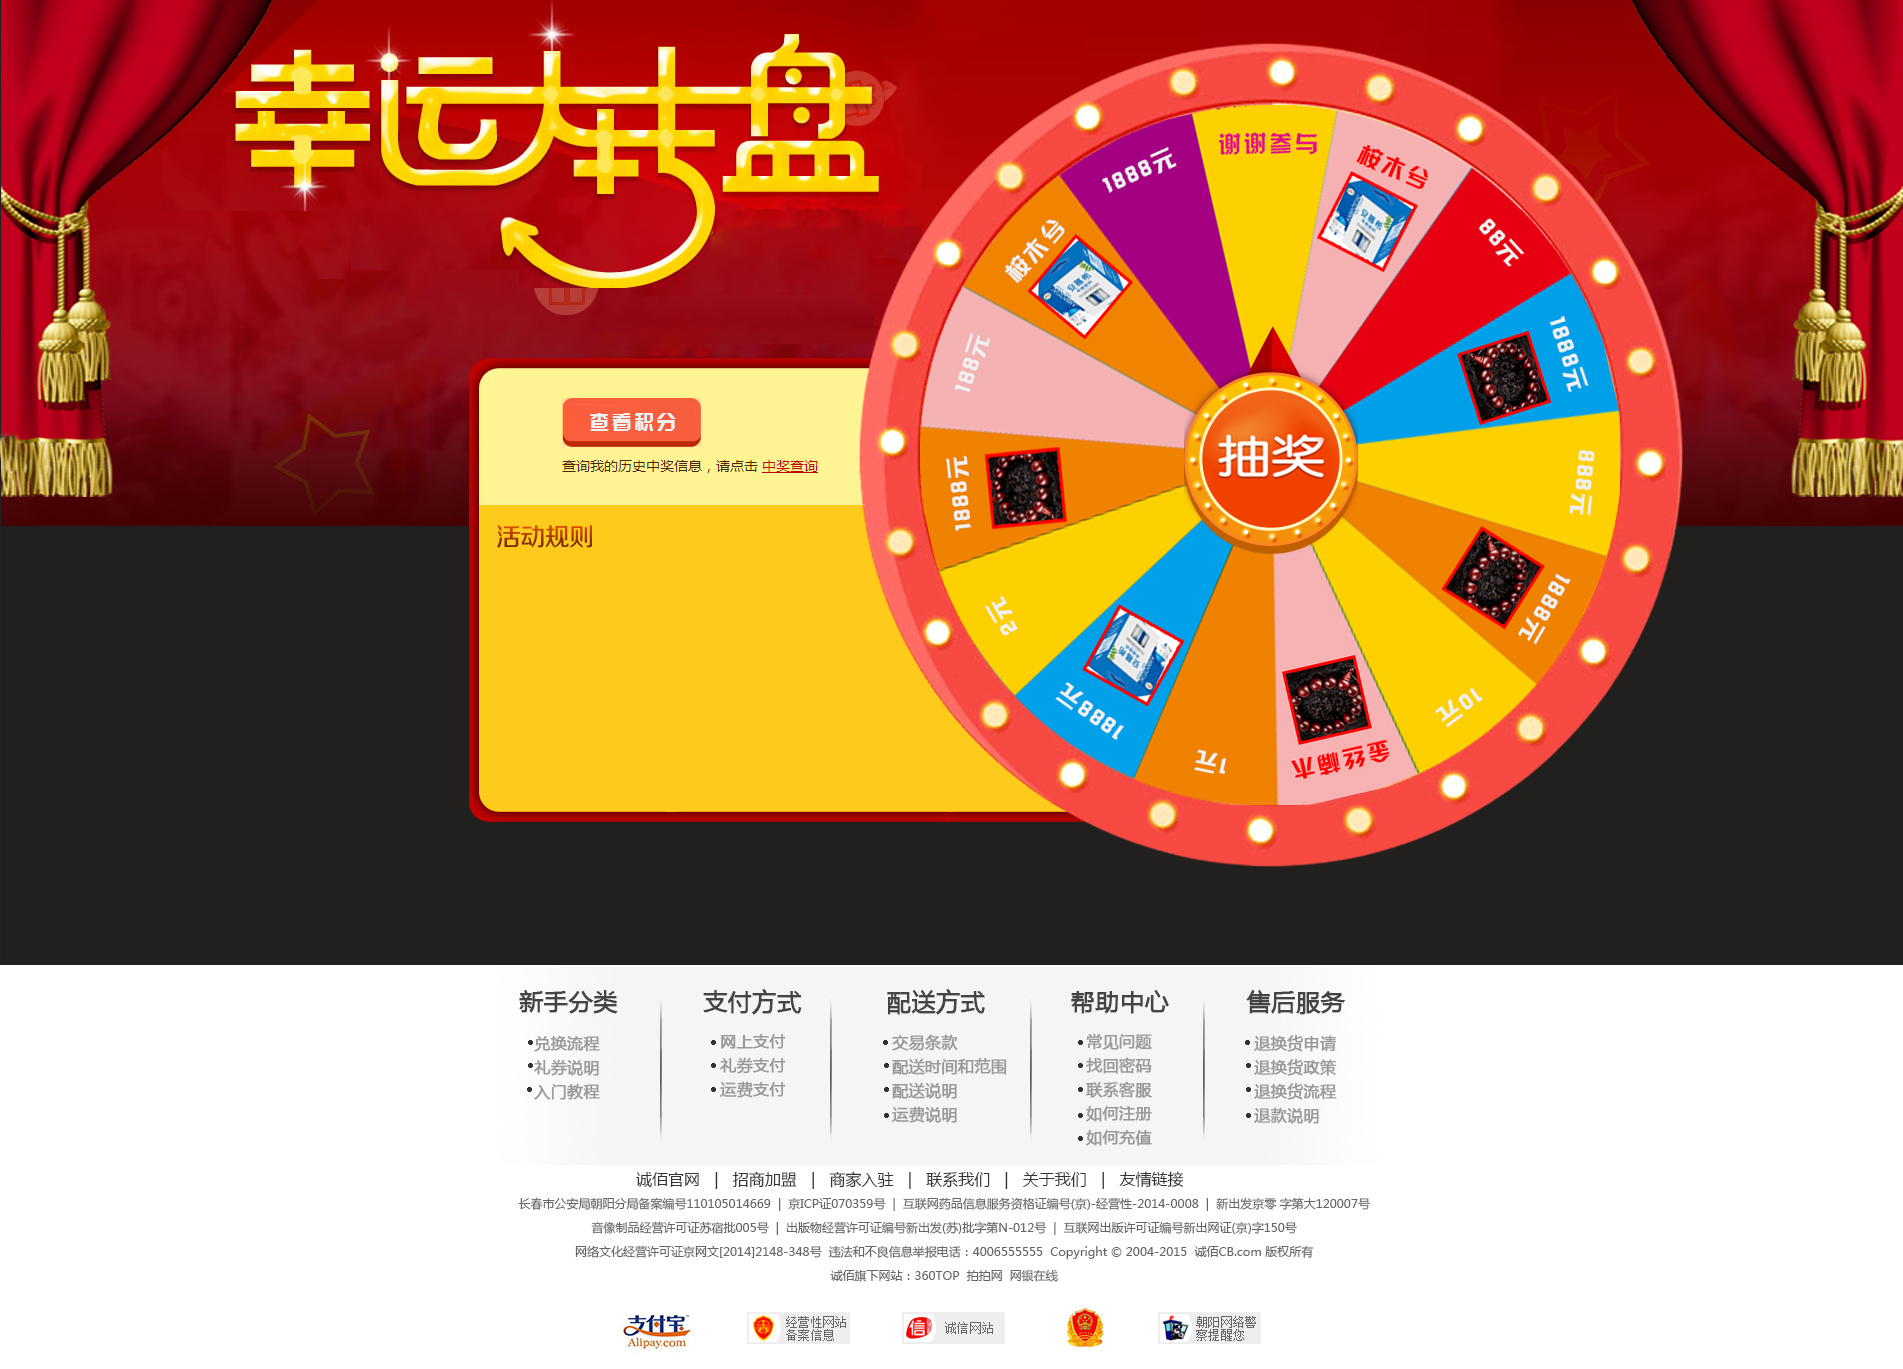 幸运大转盘
谢谢参与
桉木兮
88元
1888元
888元
1888元
10元
金丝楠木
1元
1888元
2元
1888元
188元
桉木兮
1888元
抽奖
查看积分
查询我的历史中奖信息，请点击 中奖查询
活动规则
新手分类
•兑换流程
•礼券说明
•入门教程
支付方式
•网上支付
•礼券支付
•运费支付
配送方式
•交易条款
•配送时间和范围
•配送说明
•运费说明
帮助中心
•常见问题
•找回密码
•联系客服
•如何注册
•如何充值
售后服务
•退换货申请
•退换货政策
•退换货流程
•退款说明
诚佰官网 | 招商加盟 | 商家入驻 | 联系我们 | 关于我们 | 友情链接
长春市公安局朝阳分局备案编号110105014669 | 京ICP证070359号 | 互联网药品信息服务资格证编号(京)-经营性-2014-0008 | 新出发京零 字第大120007号
音像制品经营许可证苏宿批005号 | 出版物经营许可证编号新出发(苏)批字第N-012号 | 互联网出版许可证编号新出网证(京)字150号
网络文化经营许可证京网文[2014]2148-348号 违法和不良信息举报电话：4006555555 Copyright © 2004-2015 诚佰CB.com 版权所有
诚佰旗下网站：360TOP 拍拍网 网银在线
支付宝
Alipay.com
经营性网站
备案信息
信
诚信网站
朝阳网络警
察提醒您